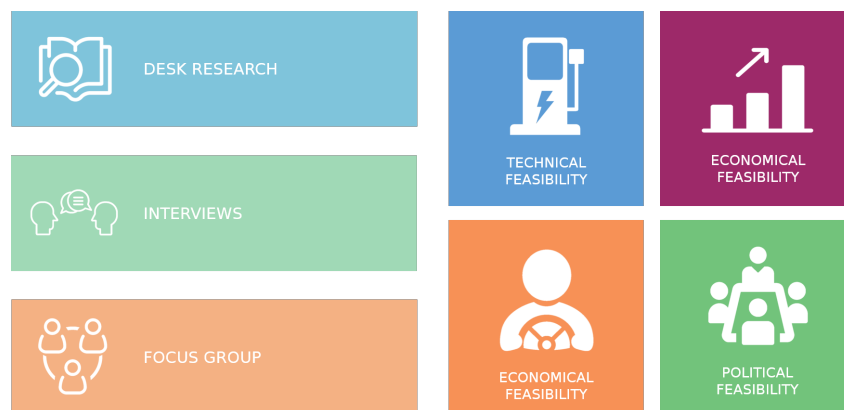 DESK RESEARCH
INTERVIEWS
FOCUS GROUP
TECHNICAL
FEASIBILITY
ECONOMICAL
FEASIBILITY
ECONOMICAL
FEASIBILITY
POLITICAL
FEASIBILITY